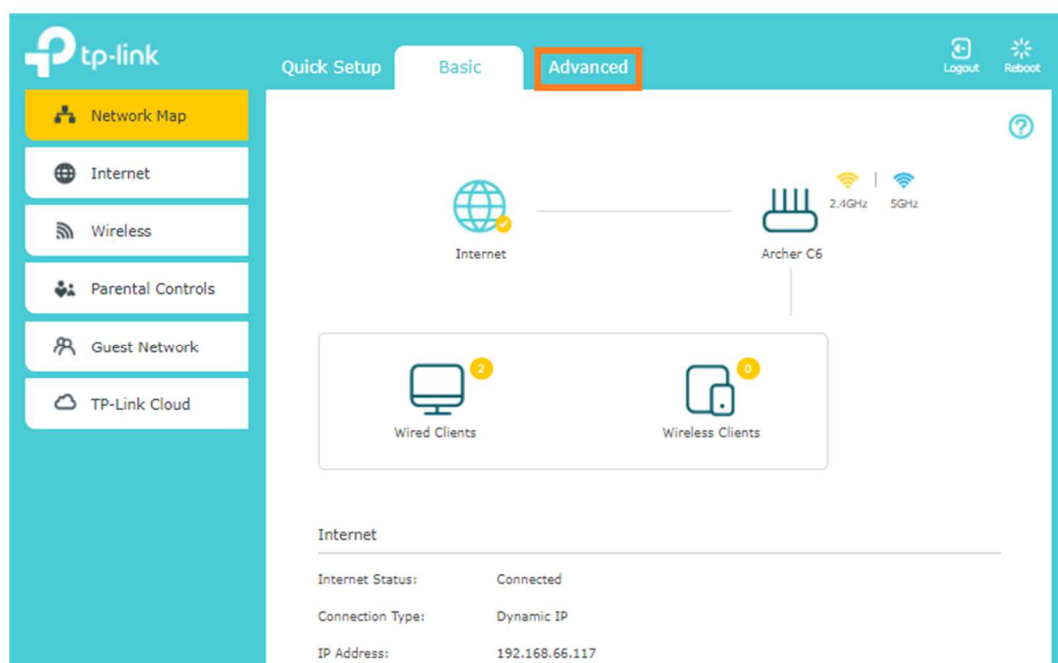 tp-link
Quick Setup Basic Advanced
Logout Reboot
Network Map
Internet
Wireless
Parental Controls
Guest Network
TP-Link Cloud
?
2.4GHz | 5GHz
Internet
Archer C6
2
0
Wired Clients
Wireless Clients
Internet
Internet Status: Connected
Connection Type: Dynamic IP
IP Address: 192.168.66.117